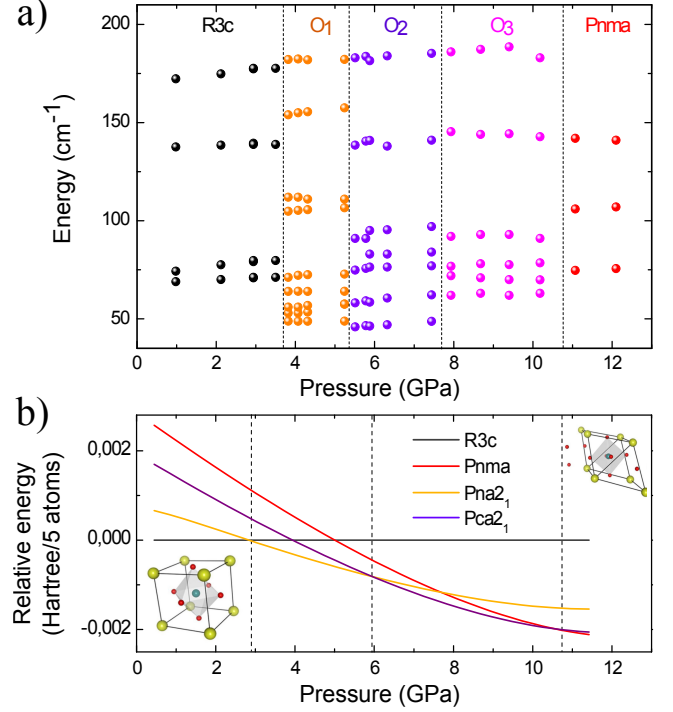 a)
R3c O1 O2 O3 Pnma
200
150
100
50
Energy (cm⁻¹)
0 2 4 6 8 10 12
Pressure (GPa)
b)
0,002
0,000
-0,002
Relative energy
(Hartree/5 atoms)
R3c
Pnma
Pna2₁
Pca2₁
0 2 4 6 8 10 12
Pressure (GPa)